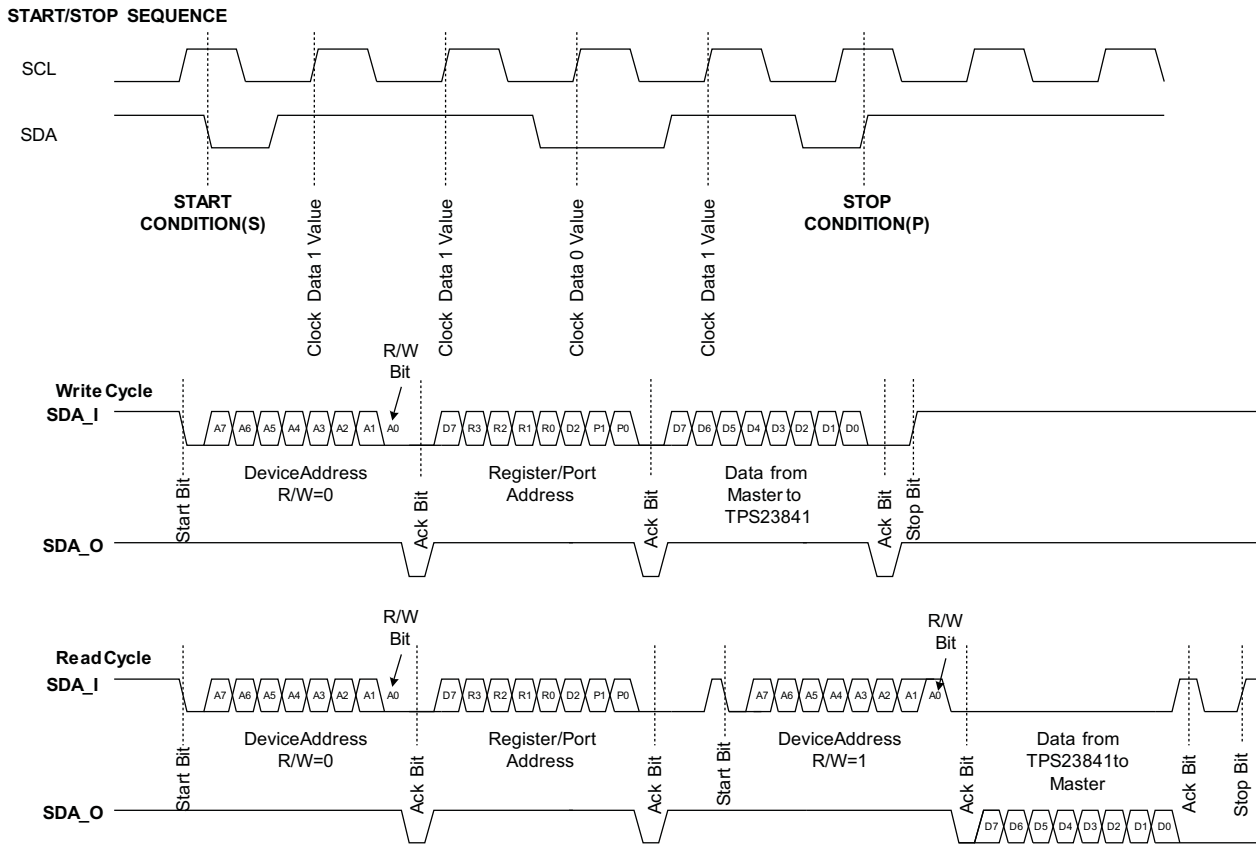 START/STOP SEQUENCE
SCL
SDA
START
CONDITION(S)
Clock Data 1 Value
Clock Data 1 Value
Clock Data 0 Value
Clock Data 1 Value
STOP
CONDITION(P)
Write Cycle
SDA_I
R/W
Bit
A7 A6 A5 A4 A3 A2 A1 A0
D7 R3 R2 R1 R0 D2 P1 P0
D7 D6 D5 D4 D3 D2 D1 D0
Start Bit
DeviceAddress
R/W=0
Ack Bit
Register/Port
Address
Ack Bit
Data from
Master to
TPS23841
Ack Bit
Stop Bit
SDA_O
Read Cycle
SDA_I
R/W
Bit
R/W
Bit
A7 A6 A5 A4 A3 A2 A1 A0
D7 R3 R2 R1 R0 D2 P1 P0
A7 A6 A5 A4 A3 A2 A1 A0
Start Bit
DeviceAddress
R/W=0
Ack Bit
Register/Port
Address
Ack Bit
Start Bit
DeviceAddress
R/W=1
Ack Bit
Data from
TPS23841to
Master
Ack Bit
Stop Bit
SDA_O
D7 D6 D5 D4 D3 D2 D1 D0